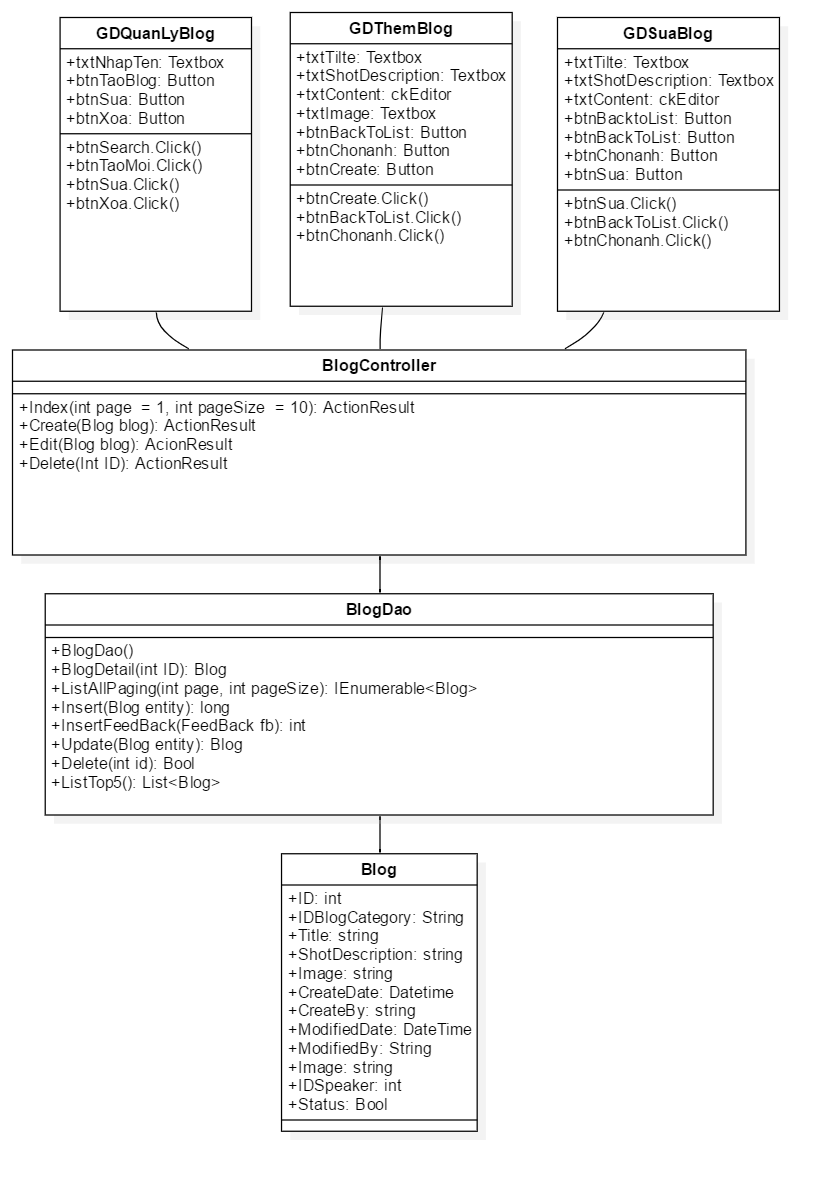 GDQuanLyBlog
+txtNhapTen: Textbox
+btnTaoBlog: Button
+btnSua: Button
+btnXoa: Button
+btnSearch.Click()
+btnTaoMoi.Click()
+btnSua.Click()
+btnXoa.Click()
GDThemBlog
+txtTilte: Textbox
+txtShotDescription: Textbox
+txtContent: ckEditor
+txtImage: Textbox
+btnBackToList: Button
+btnChonanh: Button
+btnCreate: Button
+btnCreate.Click()
+btnBackToList.Click()
+btnChonanh.Click()
GDSuaBlog
+txtTilte: Textbox
+txtShotDescription: Textbox
+txtContent: ckEditor
+btnBacktoList: Button
+btnBackToList: Button
+btnChonanh: Button
+btnSua: Button
+btnSua.Click()
+btnBackToList.Click()
+btnChonanh.Click()
BlogController
+Index(int page = 1, int pageSize = 10): ActionResult
+Create(Blog blog): ActionResult
+Edit(Blog blog): AcionResult
+Delete(Int ID): ActionResult
BlogDao
+BlogDao()
+BlogDetail(int ID): Blog
+ListAllPaging(int page, int pageSize): IEnumerable<Blog>
+Insert(Blog entity): long
+InsertFeedBack(FeedBack fb): int
+Update(Blog entity): Blog
+Delete(int id): Bool
+ListTop5(): List<Blog>
Blog
+ID: int
+IDBlogCategory: String
+Title: string
+ShotDescription: string
+Image: string
+CreateDate: Datetime
+CreateBy: string
+ModifiedDate: DateTime
+ModifiedBy: String
+Image: string
+IDSpeaker: int
+Status: Bool